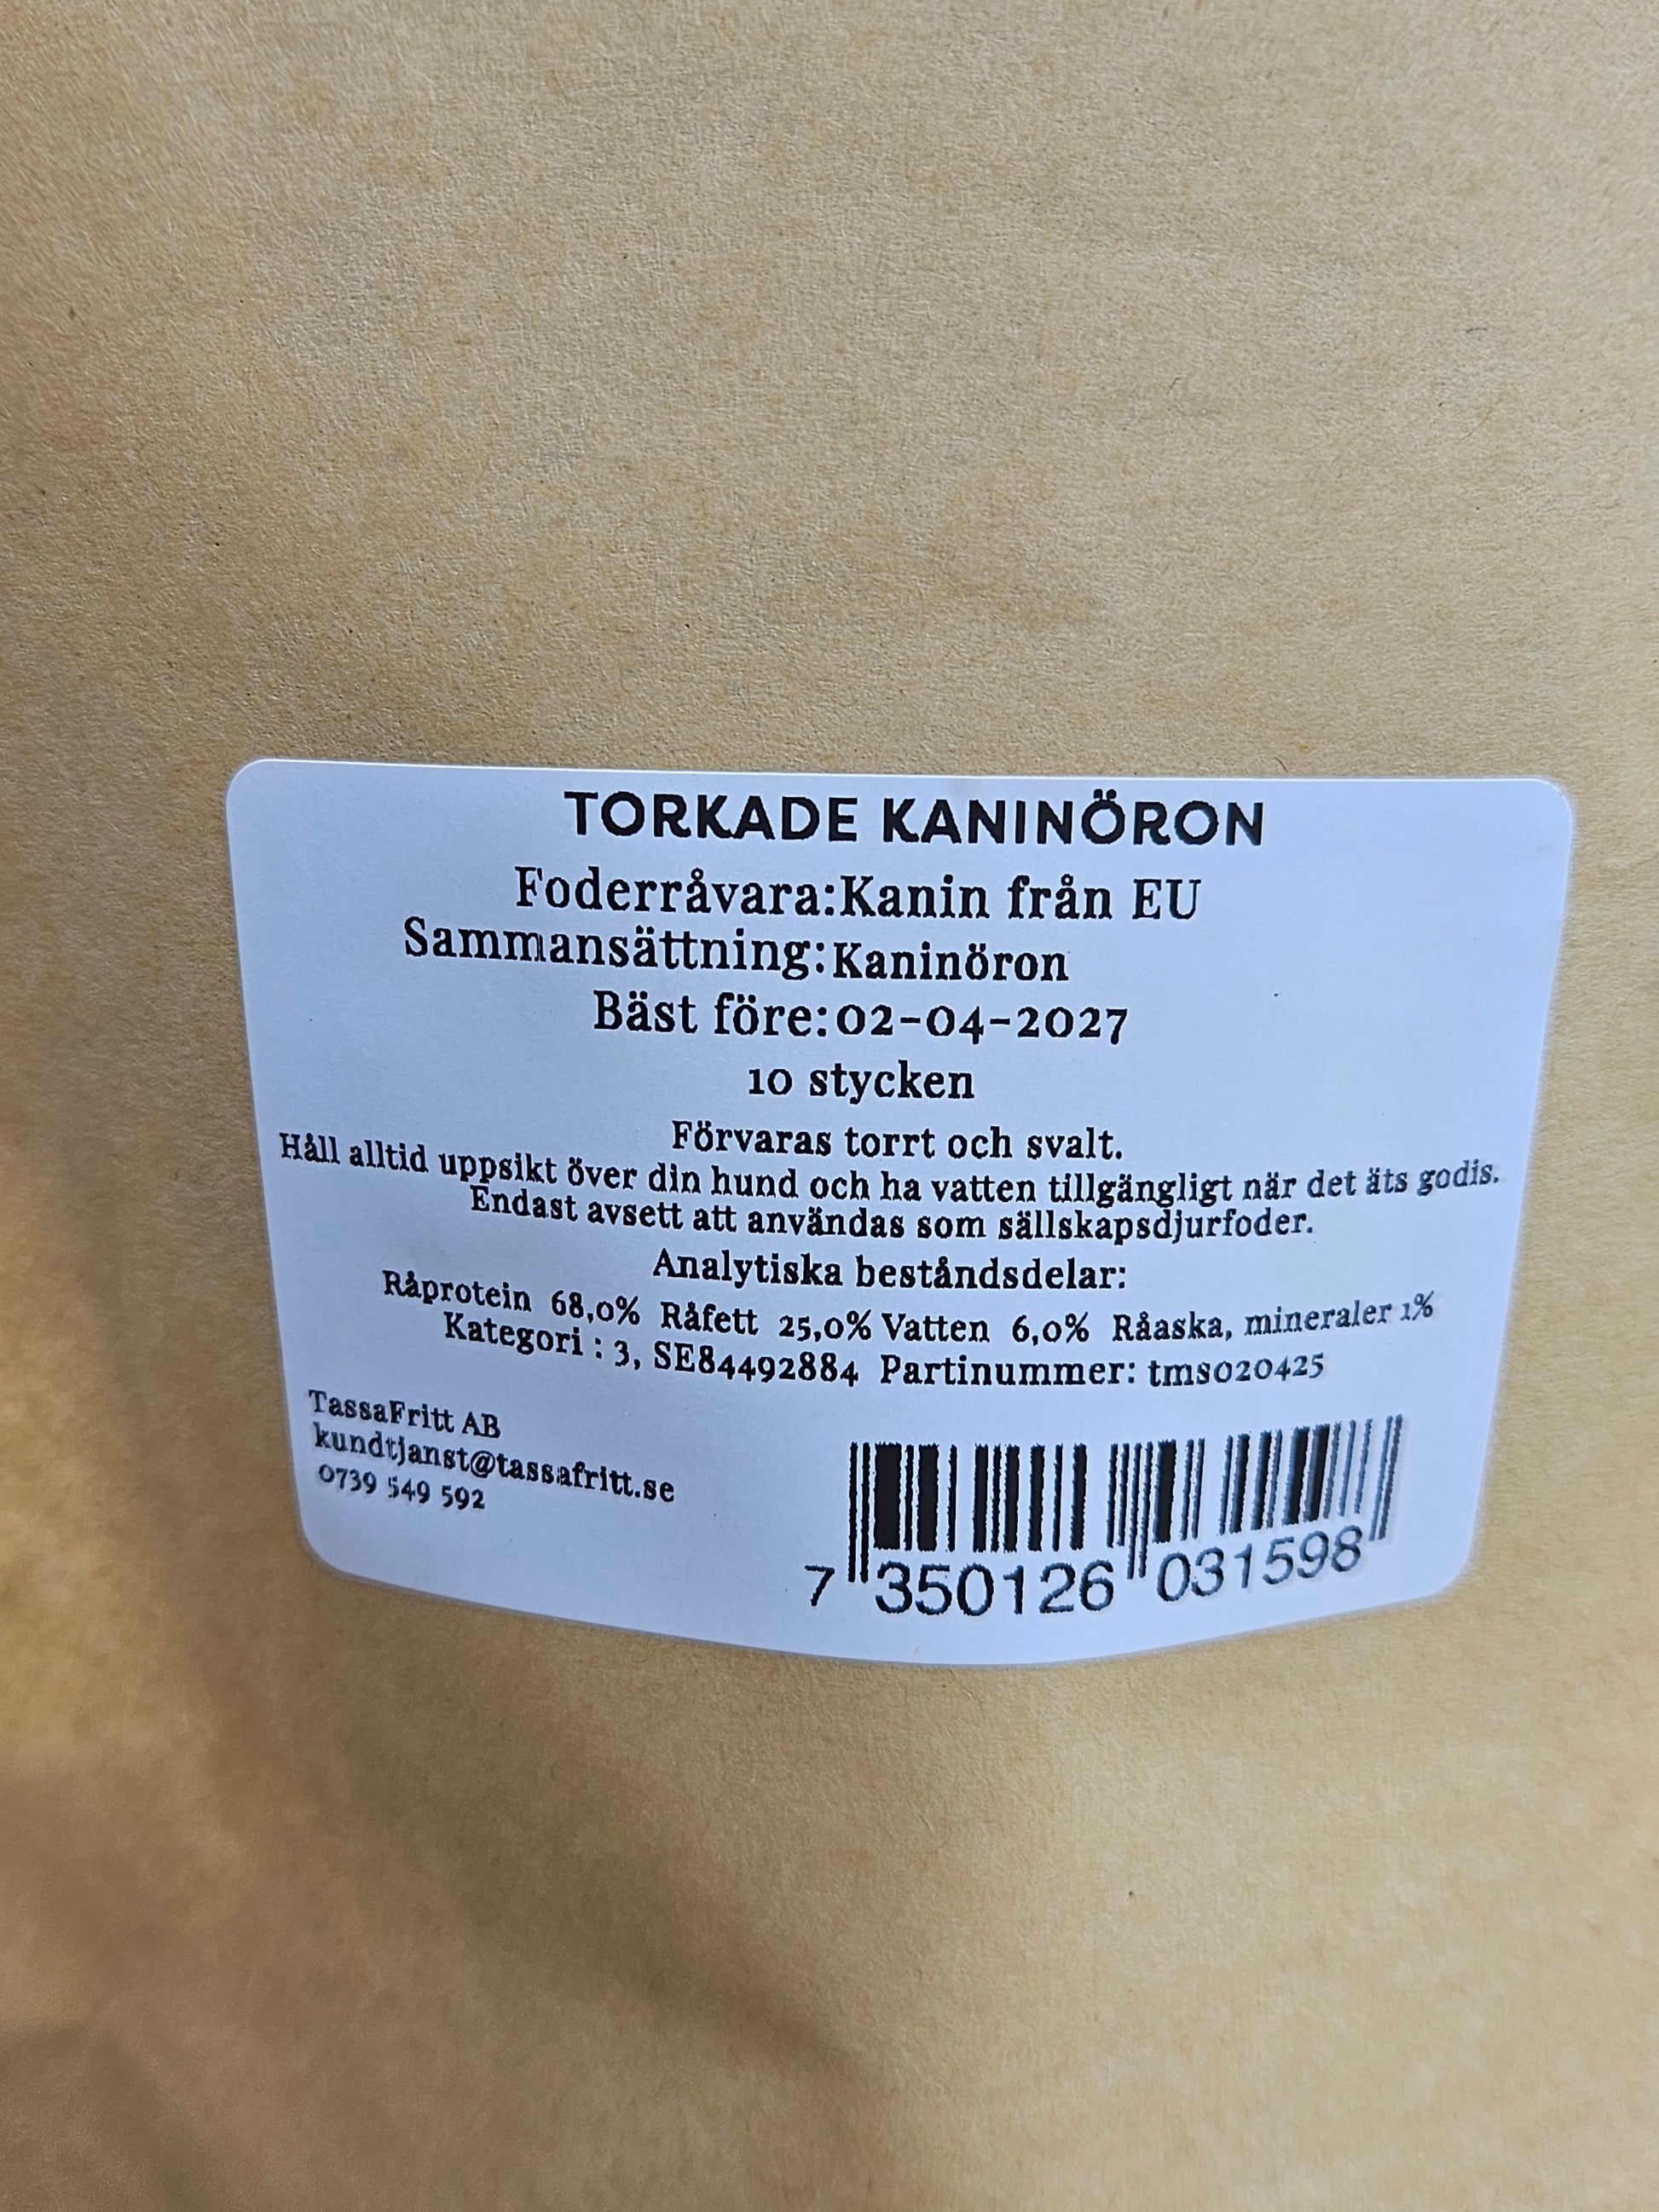 TORKADE KANINÖRON
Foderråvara:Kanin från EU
Sammansättning:Kaninöron
Bäst före:02-04-2027
10 stycken
Förvaras torrt och svalt.
Håll alltid uppsikt över din hund och ha vatten tillgängligt när det äts godis.
Endast avsett att användas som sällskapsdjurfoder.
Analytiska beståndsdelar:
Råprotein 68,0% Råfett 25,0% Vatten 6,0% Råaska, mineraler 1%
Kategori : 3, SE84492884 Partinummer: tms020425
TassaFritt AB
kundtjanst@tassafritt.se
0739 549 592
7 350126 031598